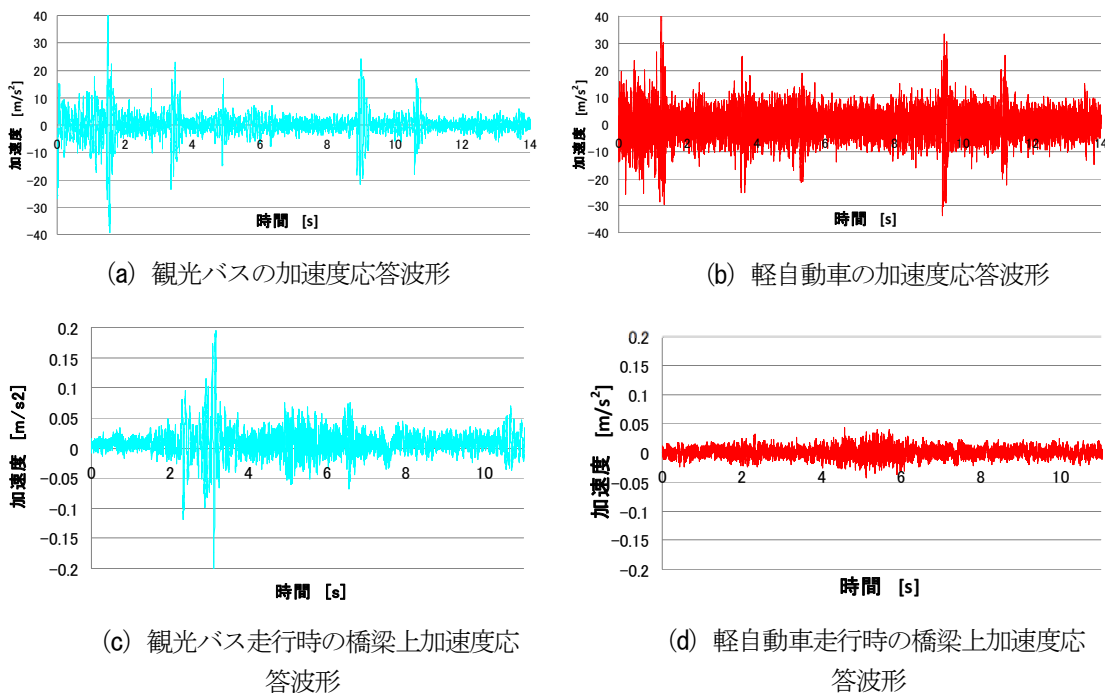 40
30
20
10
0
-10
-20
-30
-40
0 2 4 6 8 10 12 14
加速度 [m/s²]
時間 [s]
(a) 観光バスの加速度応答波形
40
30
20
10
0
-10
-20
-30
-40
0 2 4 6 8 10 12 14
加速度 [m/s²]
時間 [s]
(b) 軽自動車の加速度応答波形
0.2
0.15
0.1
0.05
0
-0.05
-0.1
-0.15
-0.2
0 2 4 6 8 10
加速度 [m/s2]
時間 [s]
(c) 観光バス走行時の橋梁上加速度応
答波形
0.2
0.15
0.1
0.05
0
-0.05
-0.1
-0.15
-0.2
0 2 4 6 8 10
加速度 [m/s²]
時間 [s]
(d) 軽自動車走行時の橋梁上加速度応
答波形